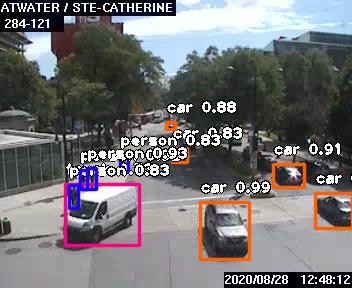 ATWATER / STE-CATHERINE
284-121
car 0.88
car 0.83
person 0.83
person 0.93
0.83
car 0.91
car 0.99
car
2020/08/28 12:48:12